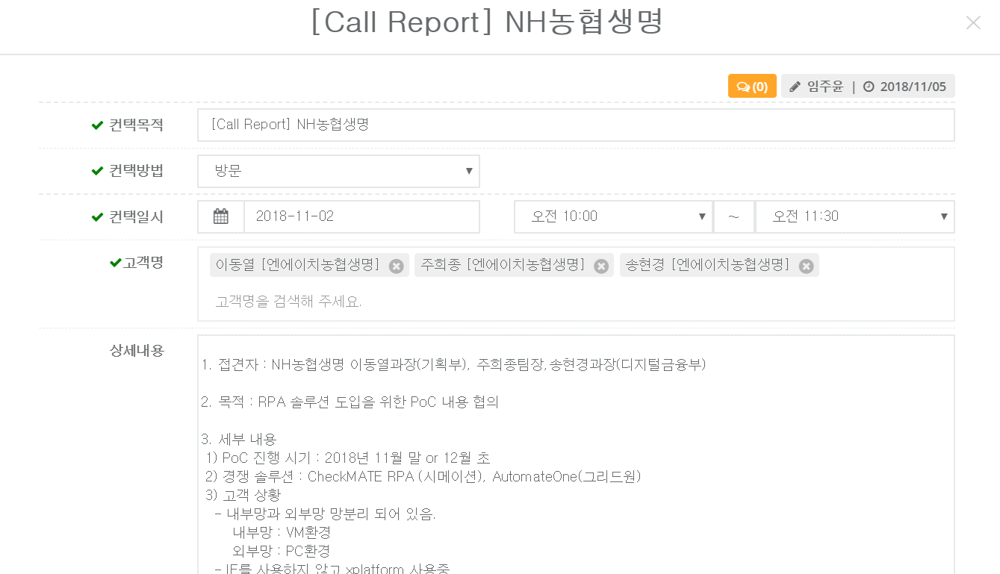 [Call Report] NH농협생명
(0) 임주윤 | 2018/11/05
컨택목적 [Call Report] NH농협생명
컨택방법 방문
컨택일시 2018-11-02 오전 10:00 ~ 오전 11:30
고객명 이동열 [엔에이치농협생명] 주희종 [엔에이치농협생명] 송현경 [엔에이치농협생명]
고객명을 검색해 주세요.
상세내용
1. 접견자 : NH농협생명 이동열과장(기획부), 주희종팀장,송현경과장(디지털금융부)
2. 목적 : RPA 솔루션 도입을 위한 PoC 내용 협의
3. 세부 내용
1) PoC 진행 시기 : 2018년 11월 말 or 12월 초
2) 경쟁 솔루션 : CheckMATE RPA (시메이션), AutomateOne(그리드원)
3) 고객 상황
- 내부망과 외부망 망분리 되어 있음.
내부망 : VM환경
외부망 : PC환경
- IE를 사용하지 않고 xplatform 사용중